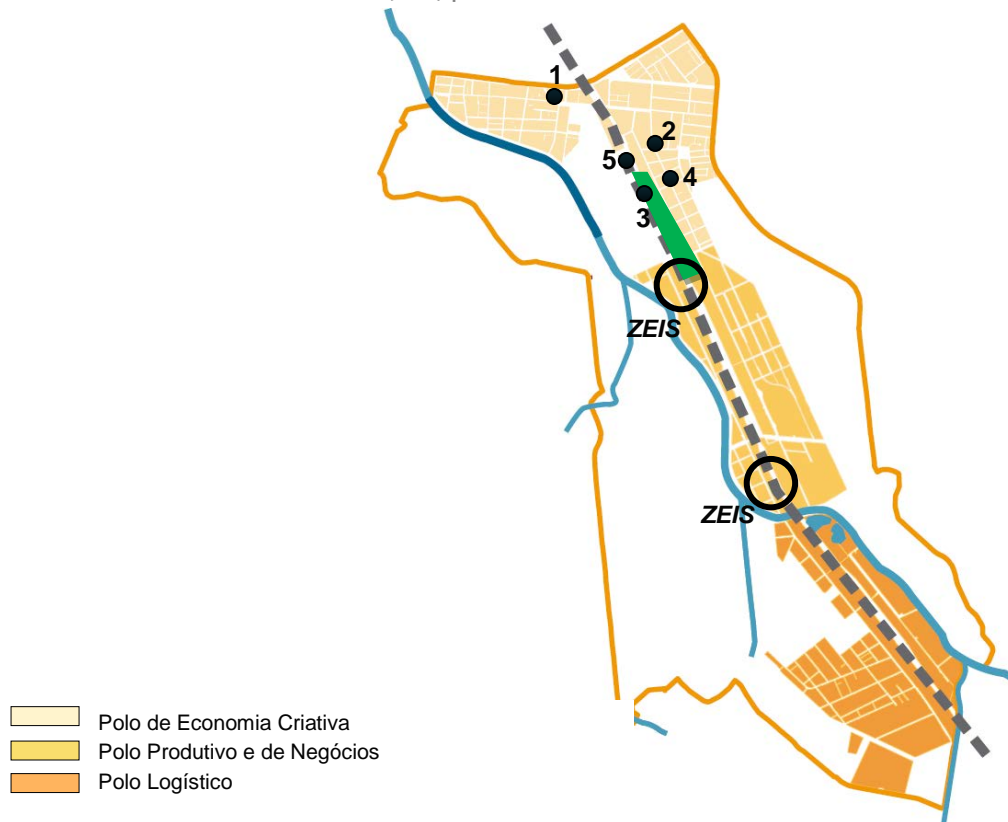 1
2
5
4
3
ZEIS
ZEIS
Polo de Economia Criativa
Polo Produtivo e de Negócios
Polo Logístico